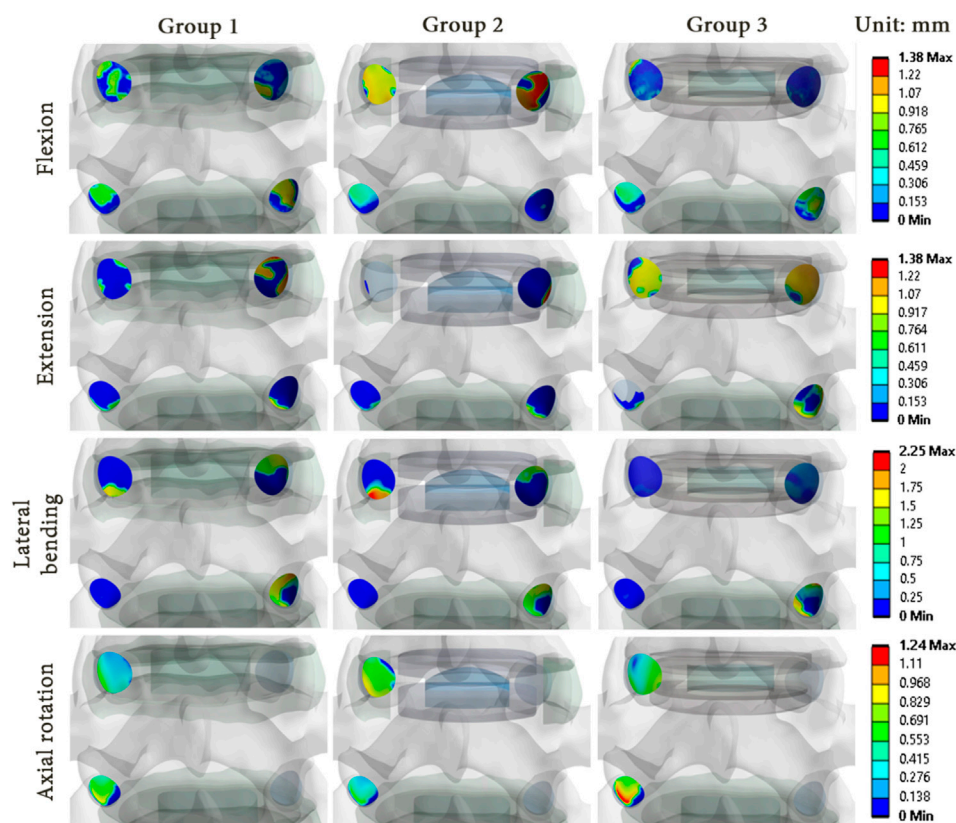 Group 1
Group 2
Group 3
Unit: mm
Flexion
1.38 Max
1.22
1.07
0.918
0.765
0.612
0.459
0.306
0.153
0 Min
Extension
1.38 Max
1.22
1.07
0.917
0.764
0.611
0.459
0.306
0.153
0 Min
Lateral
bending
2.25 Max
2
1.75
1.5
1.25
1
0.75
0.5
0.25
0 Min
Axial rotation
1.24 Max
1.11
0.968
0.829
0.691
0.553
0.415
0.276
0.138
0 Min